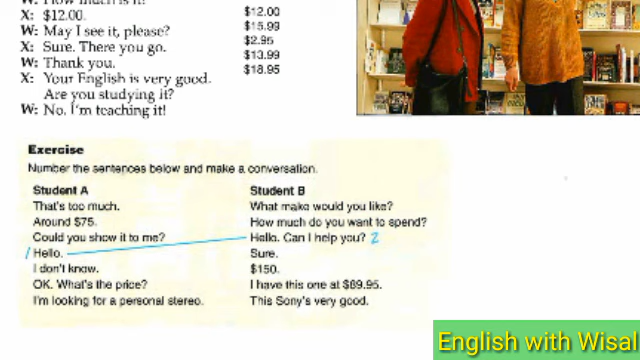 X: $12.00.
W: May I see it, please?
X: Sure. There you go.
W: Thank you.
X: Your English is very good.
Are you studying it?
W: No. I'm teaching it!
$12.00
$15.99
$2.95
$13.99
$18.95
Exercise
Number the sentences below and make a conversation.
Student A
That's too much.
Around $75.
Could you show it to me?
1 Hello.
I don't know.
OK. What's the price?
I'm looking for a personal stereo.
Student B
What make would you like?
How much do you want to spend?
Hello. Can I help you? 2
Sure.
$150.
I have this one at $89.95.
This Sony's very good.
English with Wisal